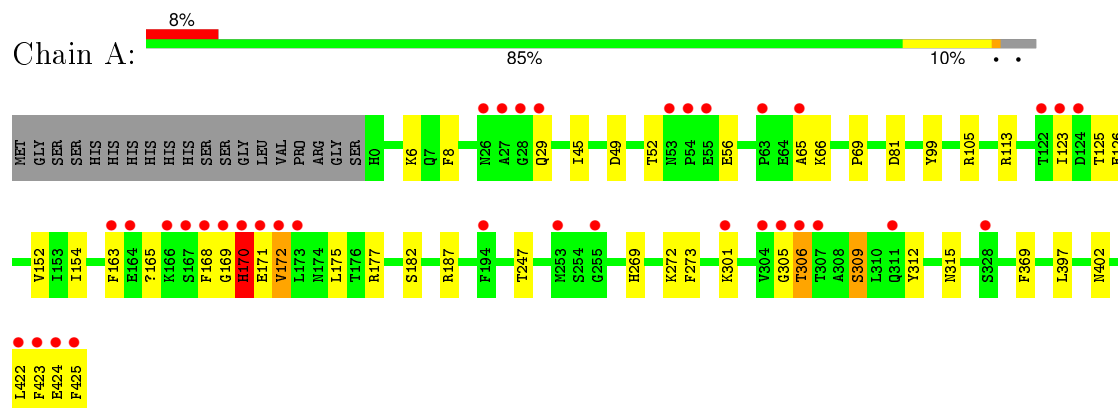 8%
Chain A:
85% 10% • •
MET GLY SER SER HIS HIS HIS HIS HIS HIS SER SER GLY LEU VAL PRO ARG GLY SER H0 K6 Q7 F8 N26 A27 G28 Q29 I45 D49 T52 N53 P54 E55 E56 P63 E64 A65 K66 P69 D81 Y99 R105 R113 T122 I123 D124 T125
V152 I153 I154 F163 E164 ?165 K166 S167 F168 G169 H170 E171 V172 L173 N174 L175 T176 R177 S182 R187 F194 T247 M253 S254 G255 H269 K272 F273 K301 V304 G305 T306 T307 A308 S309 L310 Q311 Y312 N315 S328 F369 L397 N402
L422 F423 E424 F425